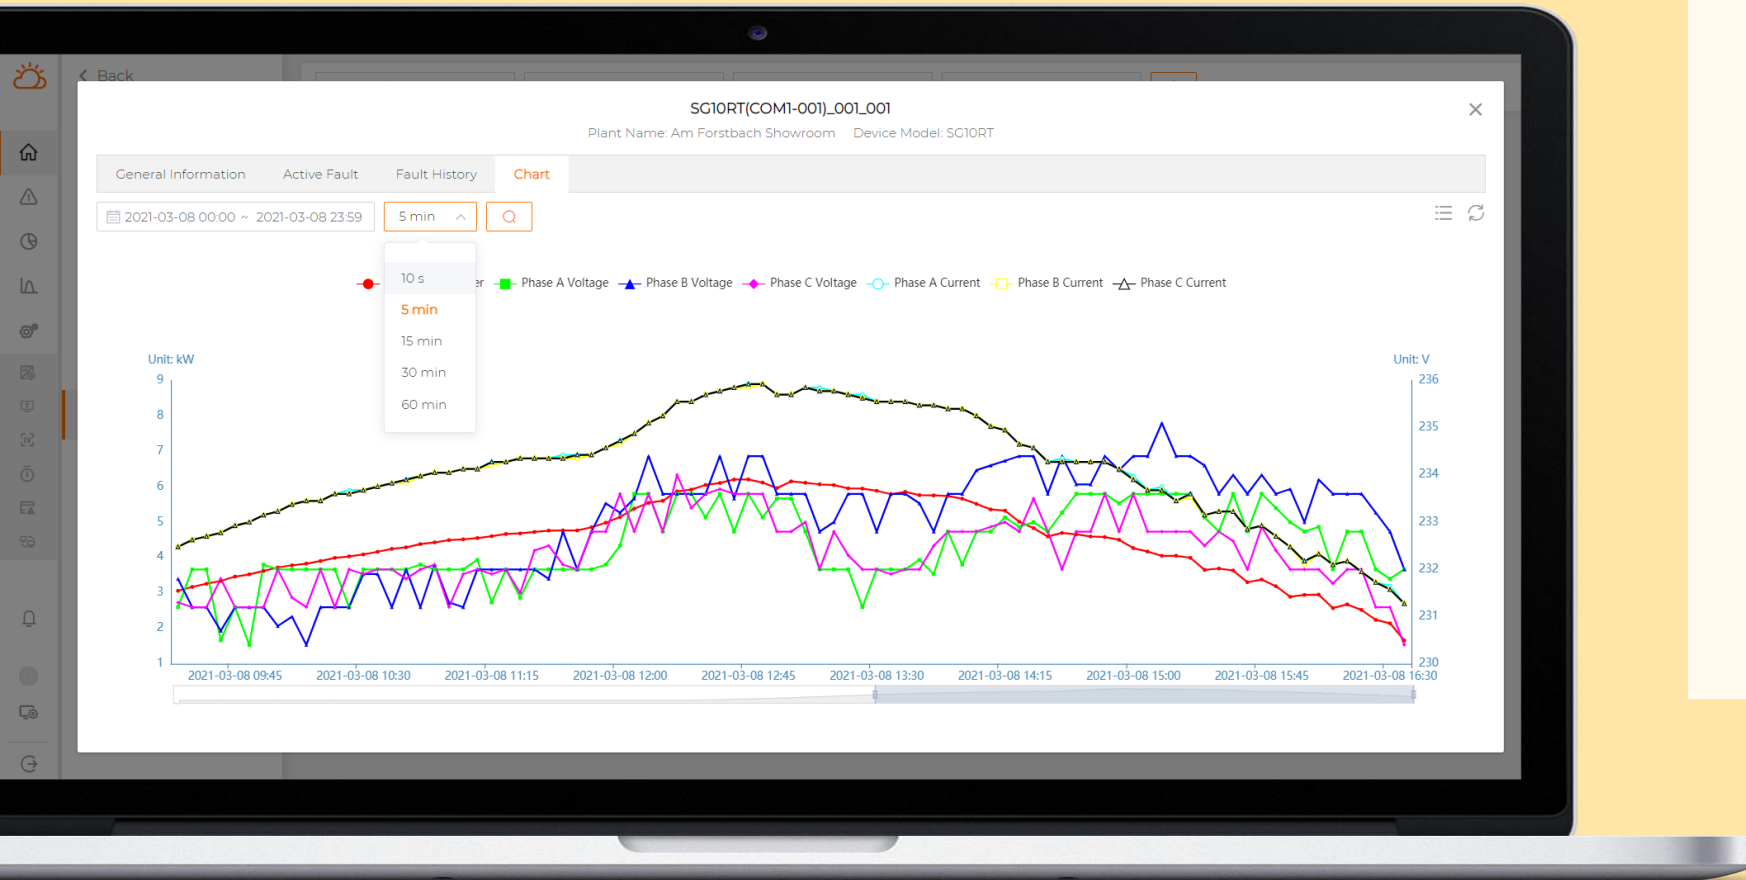 Back
SG10RT(COM1-001)_001_001
Plant Name: Am Forstbach Showroom Device Model: SG10RT
General Information Active Fault Fault History Chart
2021-03-08 00:00 ~ 2021-03-08 23:59 5 min
10 s
5 min
15 min
30 min
60 min
er Phase A Voltage Phase B Voltage Phase C Voltage Phase A Current Phase B Current Phase C Current
Unit: kW Unit: V
9 236
8 235
7
6 234
5 233
4 232
3
2 231
1 230
2021-03-08 09:45 2021-03-08 10:30 2021-03-08 11:15 2021-03-08 12:00 2021-03-08 12:45 2021-03-08 13:30 2021-03-08 14:15 2021-03-08 15:00 2021-03-08 15:45 2021-03-08 16:30